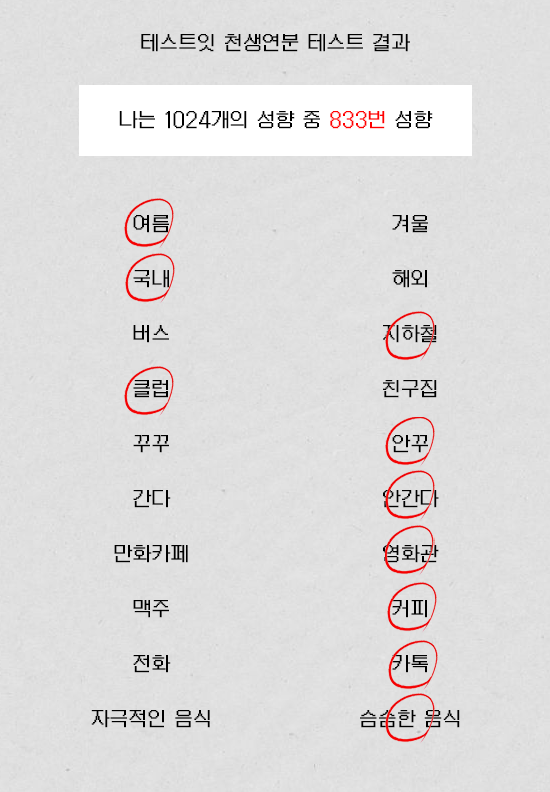 테스트잇 천생연분 테스트 결과
나는 1024개의 성향 중 833번 성향
여름 겨울
국내 해외
버스 지하철
클럽 친구집
꾸꾸 안꾸
간다 안간다
만화카페 영화관
맥주 커피
전화 카톡
자극적인 음식 슴슴한 음식